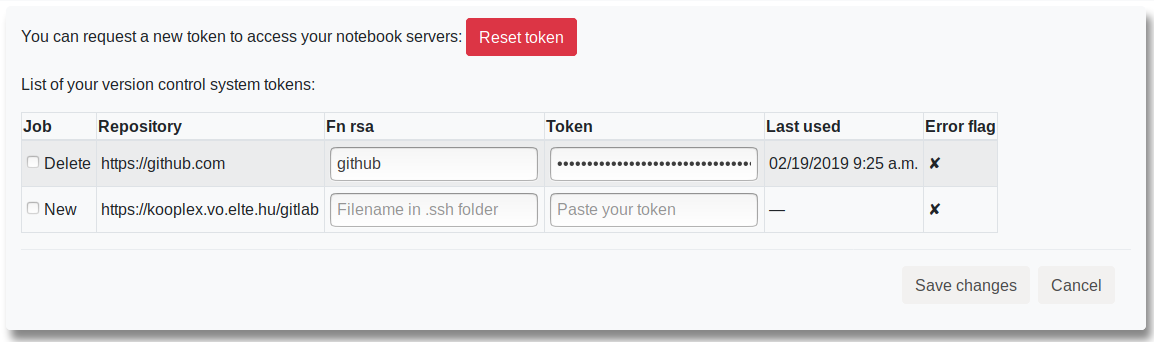 You can request a new token to access your notebook servers: Reset token
List of your version control system tokens:
Job Repository Fn rsa Token Last used Error flag
Delete https://github.com github •••••••••••••••••••••••••••••••• 02/19/2019 9:25 a.m. ✘
New https://kooplex.vo.elte.hu/gitlab Filename in .ssh folder Paste your token — ✘
Save changes Cancel